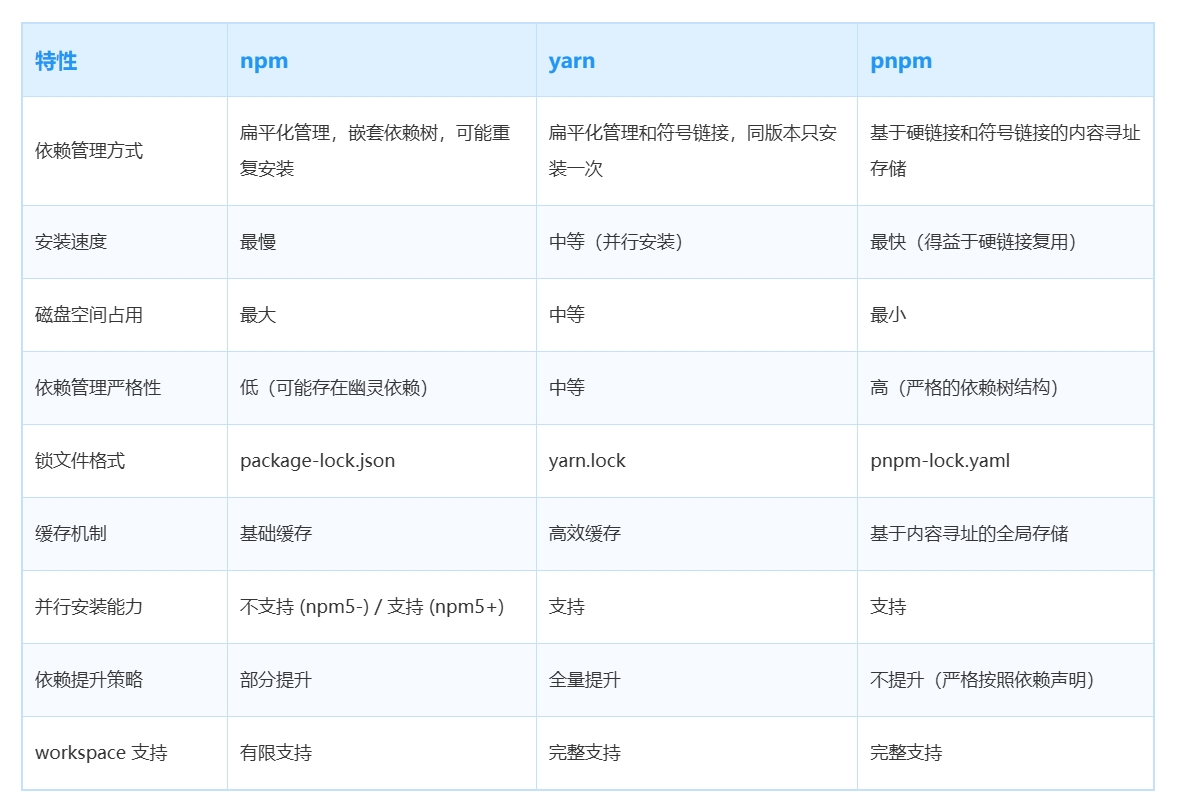 特性 npm yarn pnpm
依赖管理方式 扁平化管理，嵌套依赖树，可能重复安装 扁平化管理和符号链接，同版本只安装一次 基于硬链接和符号链接的内容寻址存储
安装速度 最慢 中等（并行安装） 最快（得益于硬链接复用）
磁盘空间占用 最大 中等 最小
依赖管理严格性 低（可能存在幽灵依赖） 中等 高（严格的依赖树结构）
锁文件格式 package-lock.json yarn.lock pnpm-lock.yaml
缓存机制 基础缓存 高效缓存 基于内容寻址的全局存储
并行安装能力 不支持 (npm5-) / 支持 (npm5+) 支持 支持
依赖提升策略 部分提升 全量提升 不提升（严格按照依赖声明）
workspace 支持 有限支持 完整支持 完整支持